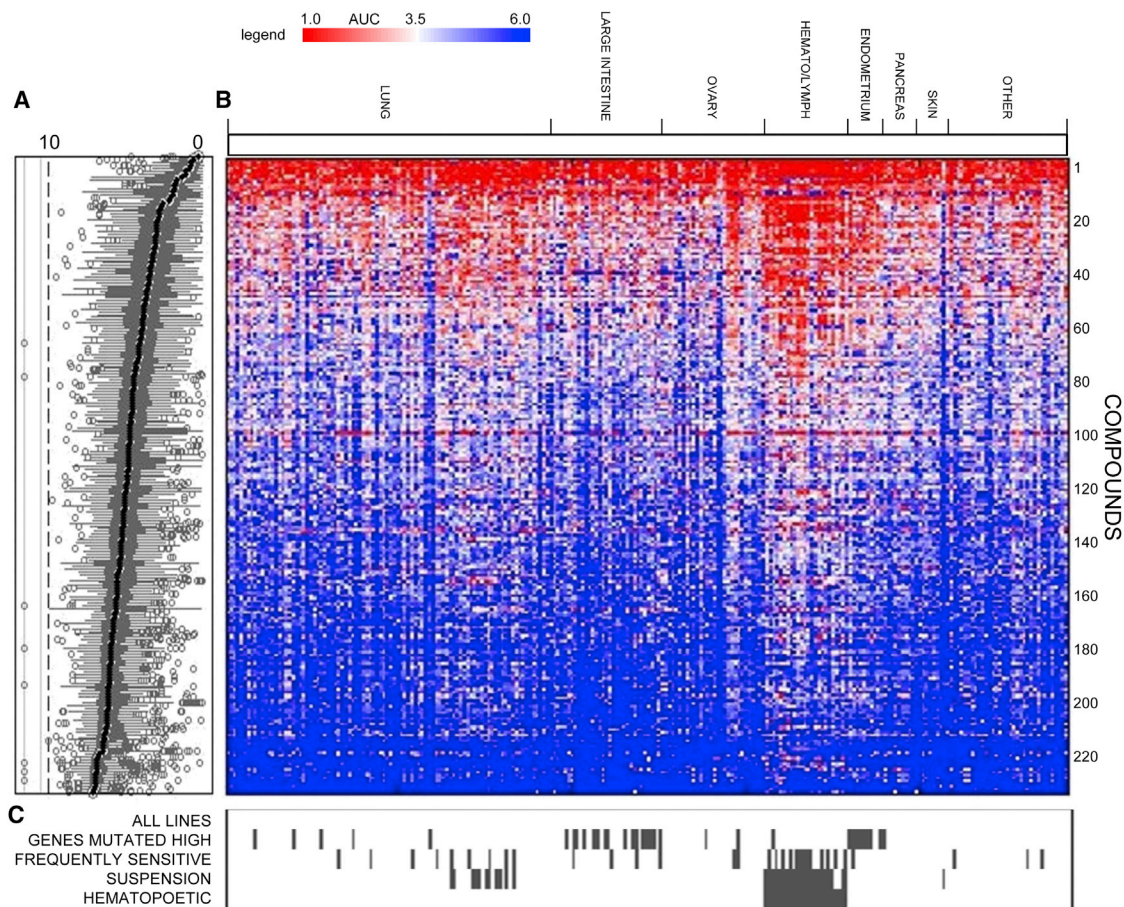 1.0 AUC 3.5 6.0
legend
LUNG
LARGE INTESTINE
OVARY
HEMATO/LYMPH
ENDOMETRIUM
PANCREAS
SKIN
OTHER
A
B
10 0
1
20
40
60
80
100
120
140
160
180
200
220
COMPOUNDS
C
ALL LINES
GENES MUTATED HIGH
FREQUENTLY SENSITIVE
SUSPENSION
HEMATOPOETIC